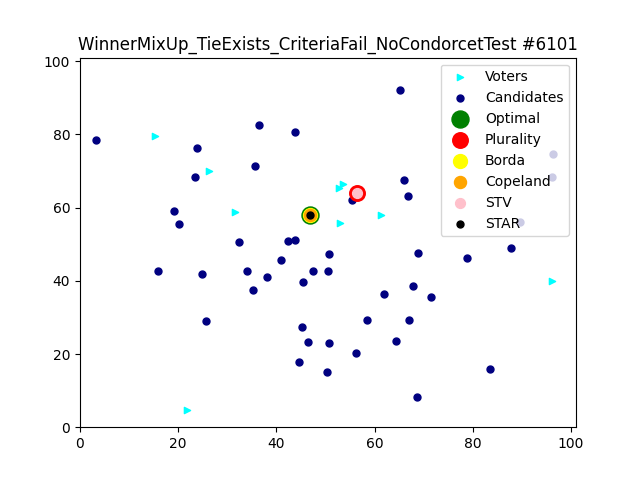 WinnerMixUp_TieExists_CriteriaFail_NoCondorcetTest #6101
100
80
60
40
20
0
0 20 40 60 80 100
Voters
Candidates
Optimal
Plurality
Borda
Copeland
STV
STAR